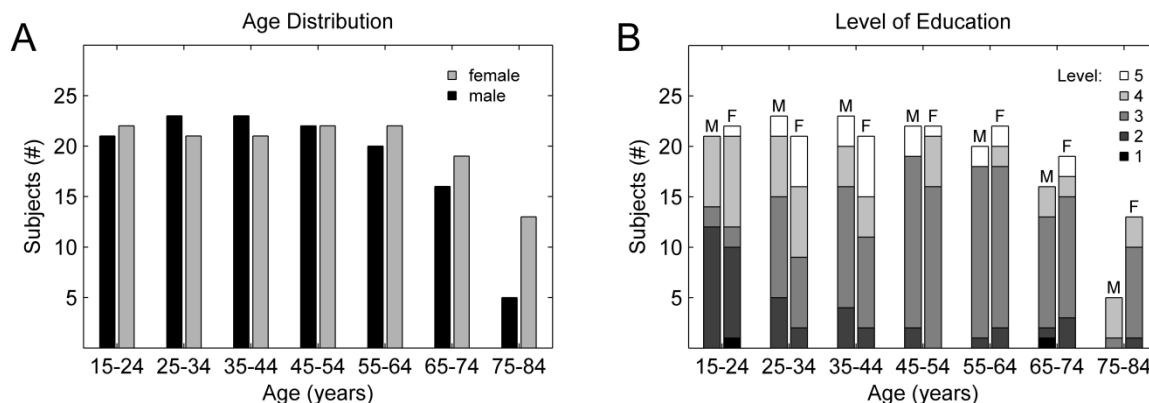 A
Age Distribution
female
male
Subjects (#)
25
20
15
10
5
15-24 25-34 35-44 45-54 55-64 65-74 75-84
Age (years)
B
Level of Education
Level: 5
4
3
2
1
Subjects (#)
25
20
15
10
5
M F M F M F M F M F M F M F
15-24 25-34 35-44 45-54 55-64 65-74 75-84
Age (years)